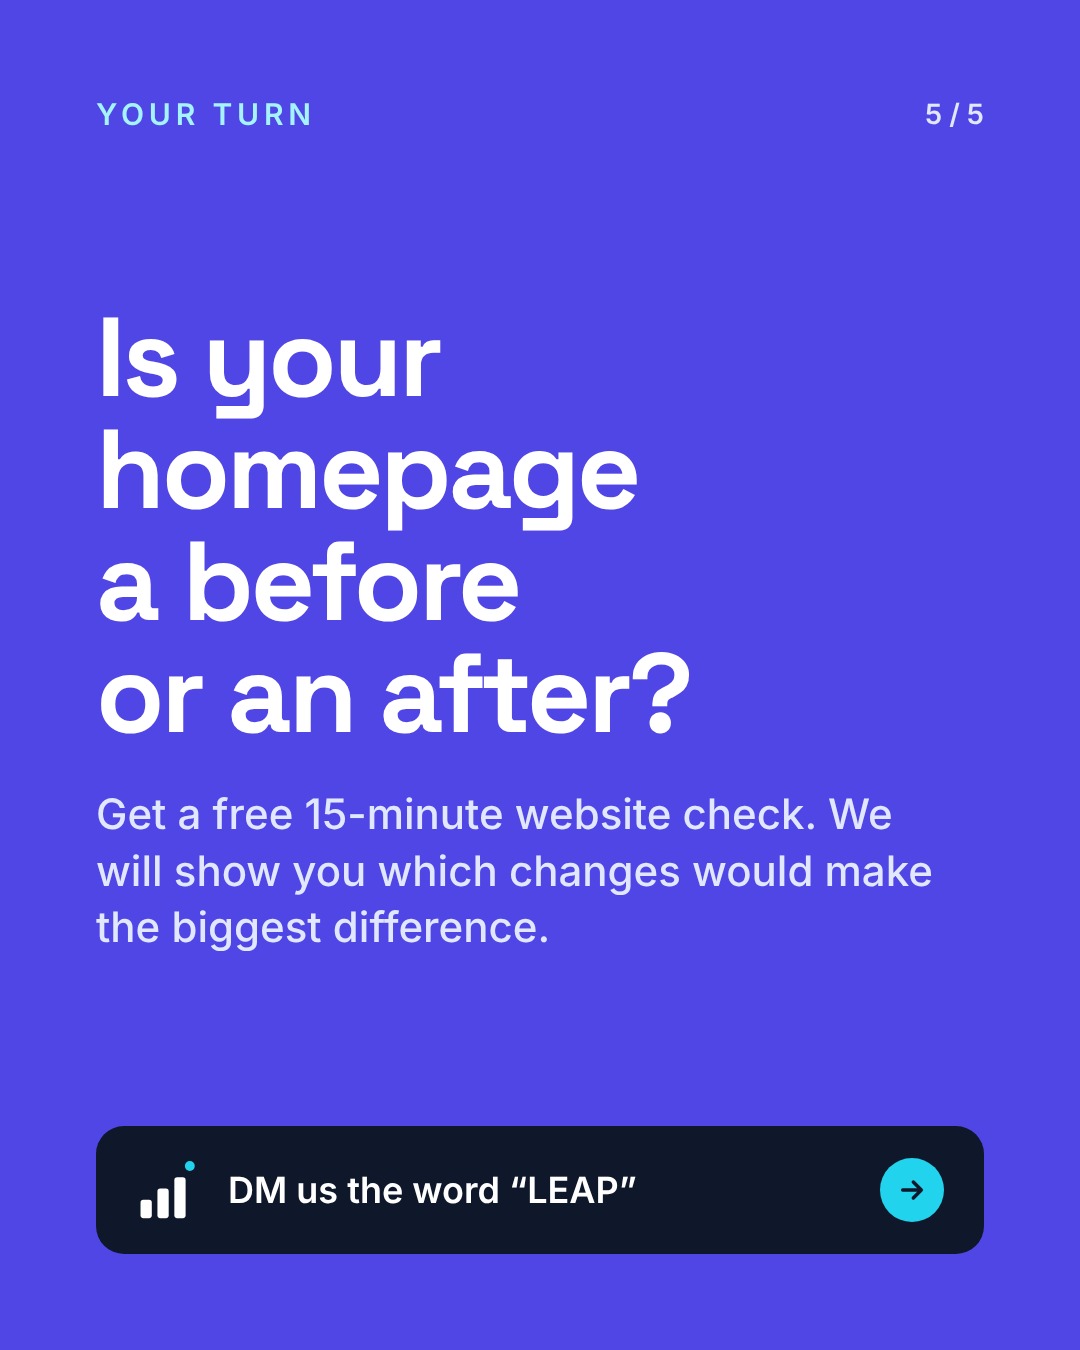 YOUR TURN
5 / 5
Is your
homepage
a before
or an after?
Get a free 15-minute website check. We
will show you which changes would make
the biggest difference.
DM us the word “LEAP”